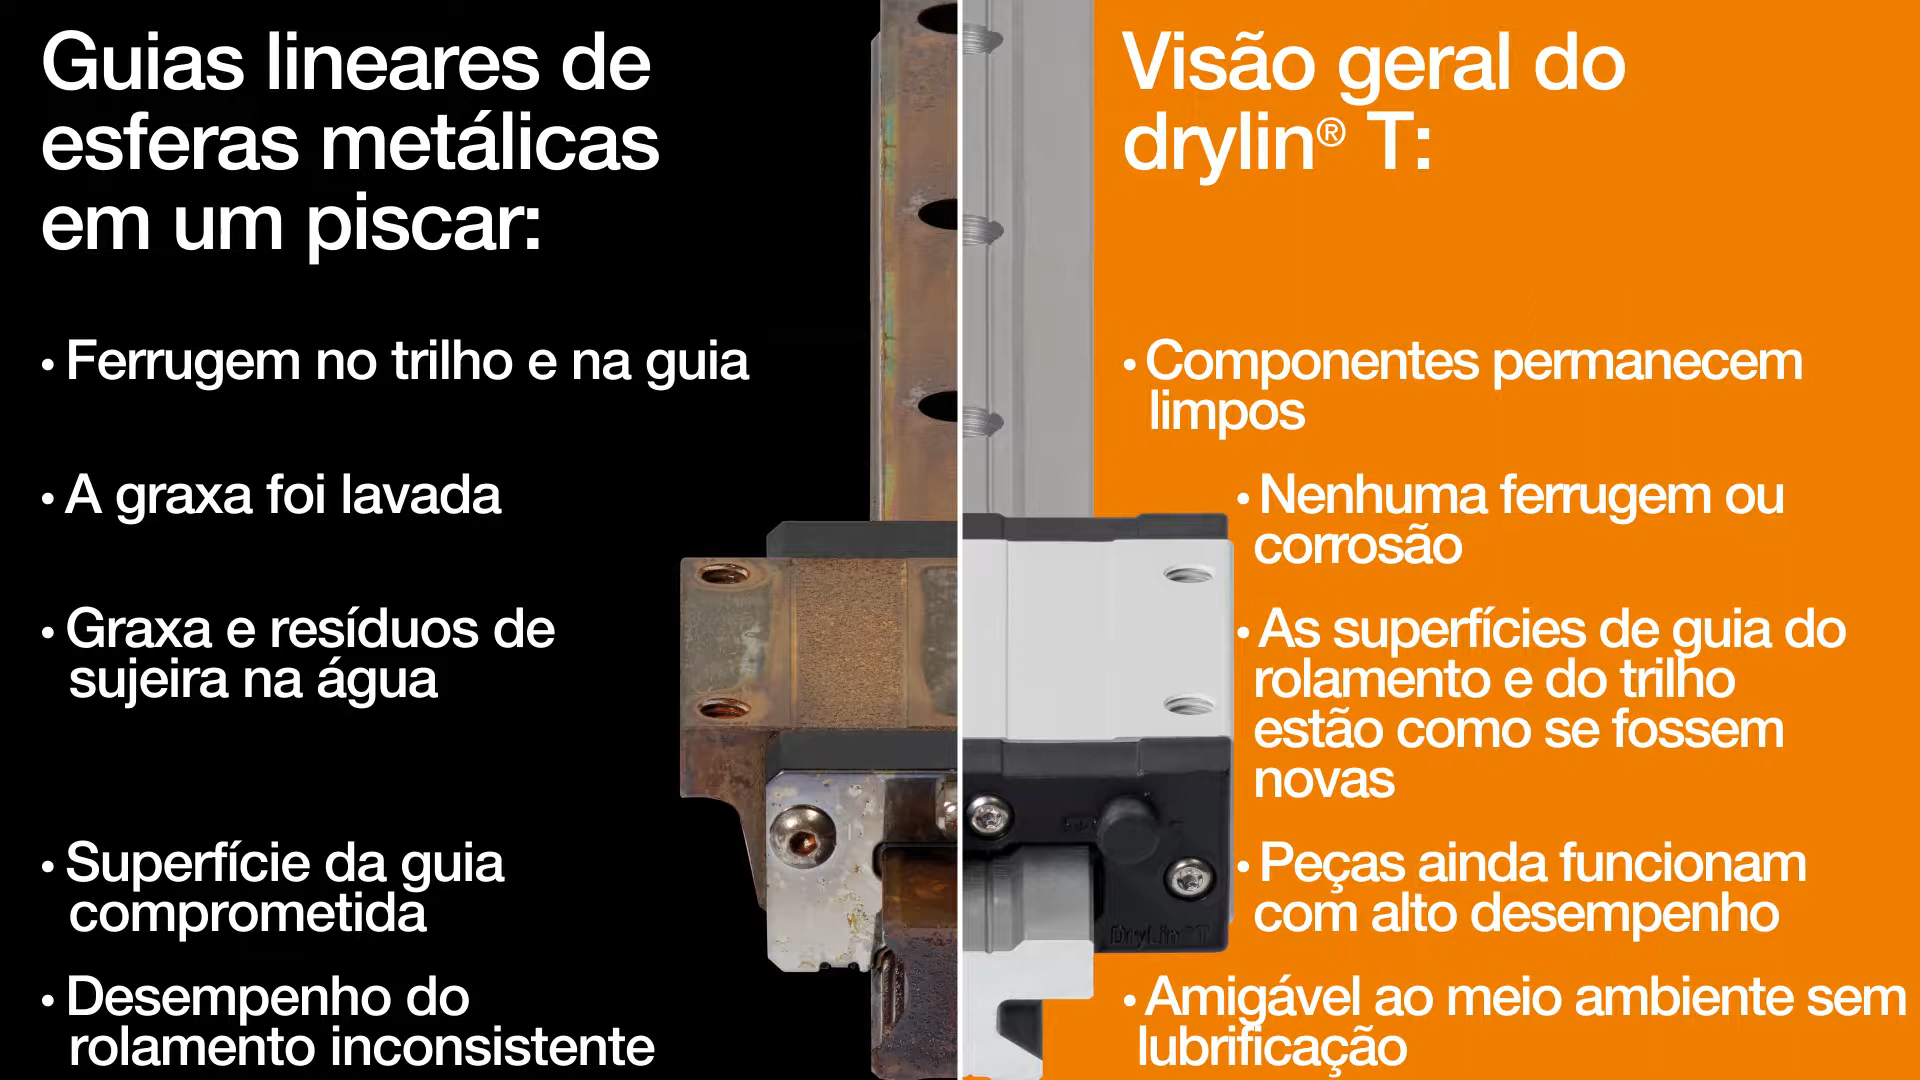 Guias lineares de
esferas metálicas
em um piscar:
• Ferrugem no trilho e na guia
• A graxa foi lavada
• Graxa e resíduos de
sujeira na água
• Superfície da guia
comprometida
• Desempenho do
rolamento inconsistente
Visão geral do
drylin® T:
• Componentes permanecem
limpos
• Nenhuma ferrugem ou
corrosão
• As superfícies de guia do
rolamento e do trilho
estão como se fossem
novas
• Peças ainda funcionam
com alto desempenho
• Amigável ao meio ambiente sem
lubrificação
DryLin® T